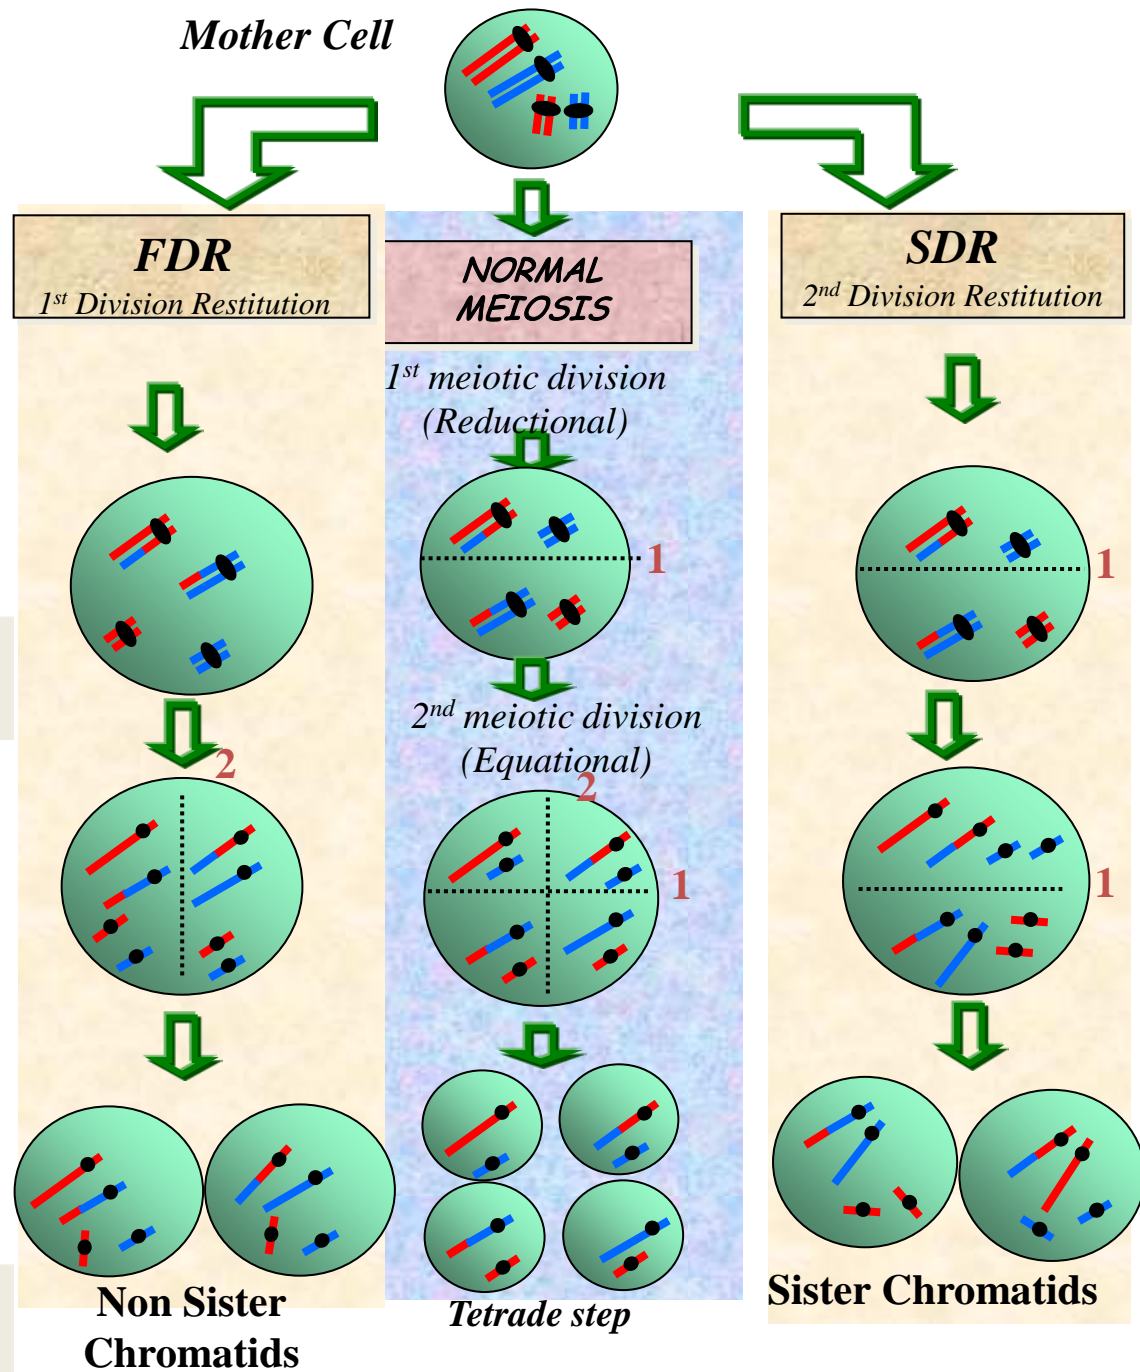 Mother Cell
FDR
1st Division Restitution
NORMAL
MEIOSIS
SDR
2nd Division Restitution
1st meiotic division
(Reductional)
1
1
2nd meiotic division
(Equational)
2
2
1
1
Non Sister
Chromatids
Tetrade step
Sister Chromatids